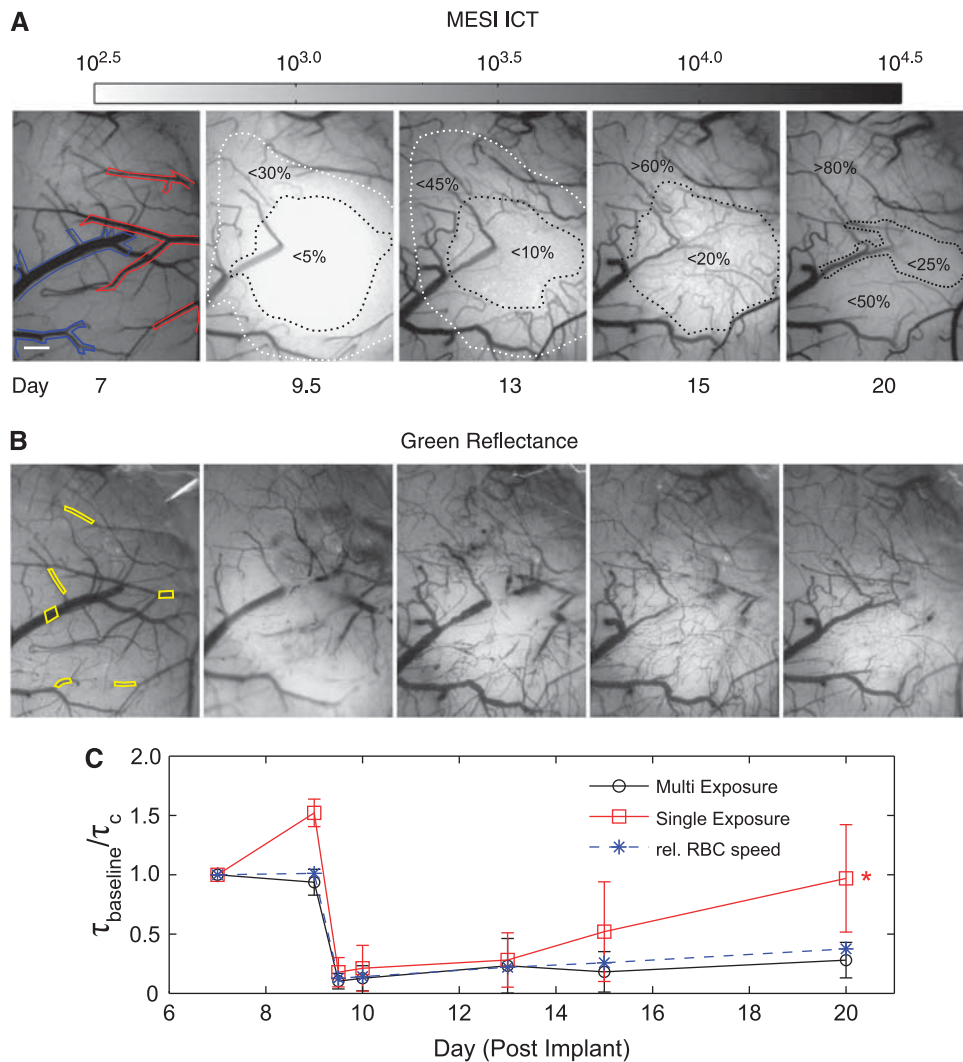 A
MESI ICT
10^2.5 10^3.0 10^3.5 10^4.0 10^4.5
<30% <5%
<45% <10%
>60% <20%
>80% <25% <50%
Day 7 9.5 13 15 20
B
Green Reflectance
C
2.0
1.5
1.0
0.5
0
τbaseline/τc
Multi Exposure
Single Exposure
rel. RBC speed
*
6 8 10 12 14 16 18 20
Day (Post Implant)